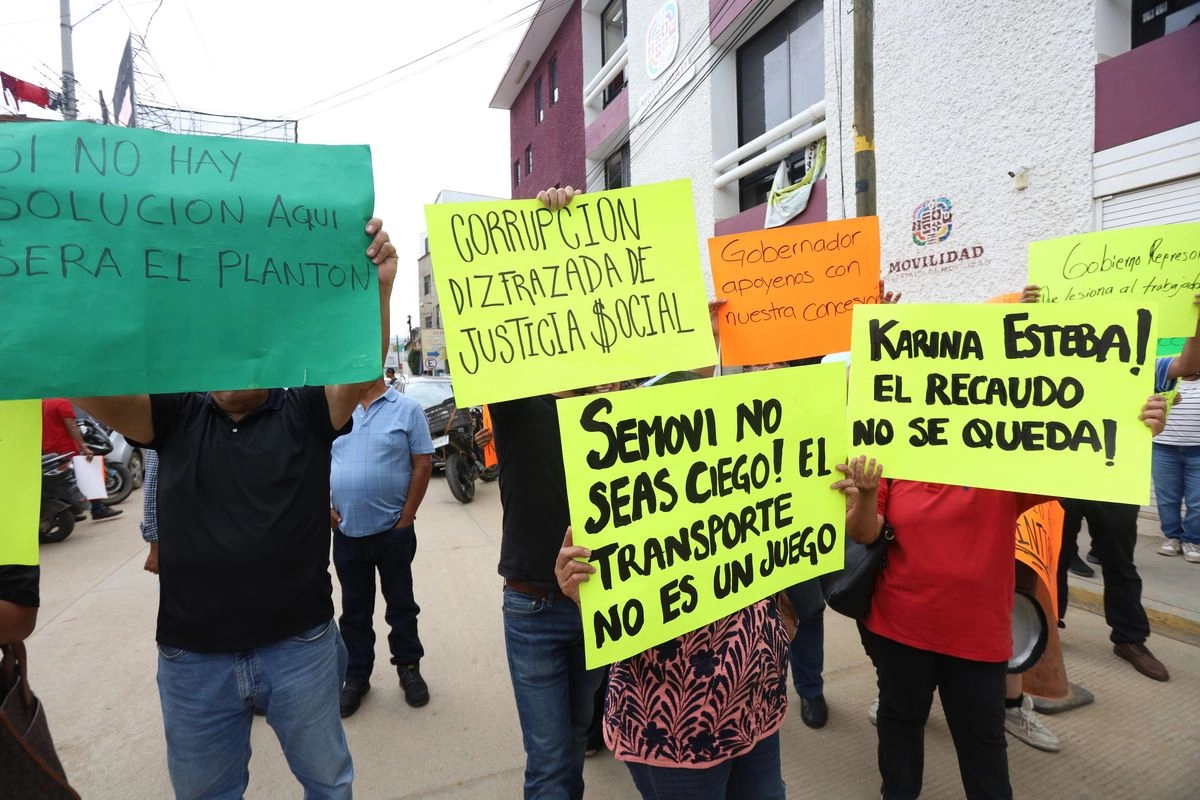 SI NO HAY
SOLUCION AQUI
SERA EL PLANTON
CORRUPCION
DIZFRAZADA DE
JUSTICIA $OCIAL
Gobernador
apoyenos con
nuestra concesion
MOVILIDAD
Gobierno Represor
que lesiona al trabajador
KARINA ESTEBA!
EL RECAUDO
NO SE QUEDA!
SEMOVI NO
SEAS CIEGO! EL
TRANSPORTE
NO ES UN JUEGO